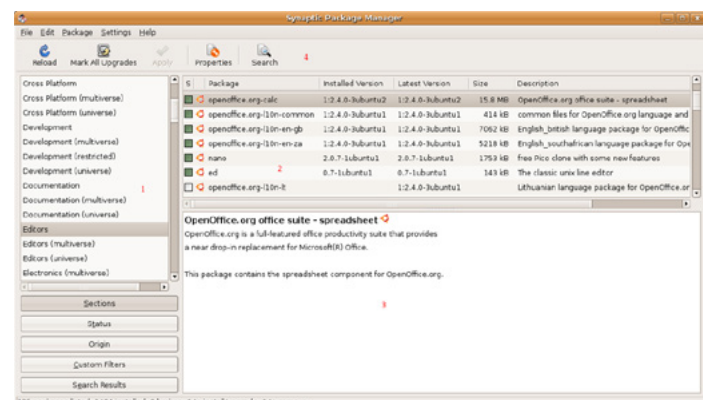 Synaptic Package Manager
File Edit Package Settings Help
Reload Mark All Upgrades Apply Properties Search 4
Cross Platform
Cross Platform (multiverse)
Cross Platform (universe)
Development
Development (multiverse)
Development (restricted)
Development (universe)
Documentation 1
Documentation (multiverse)
Documentation (universe)
Editors
Editors (multiverse)
Editors (universe)
Electronics (multiverse)
Sections
Status
Origin
Custom Filters
Search Results
S Package Installed Version Latest Version Size Description
openoffice.org-calc 1:2.4.0-3ubuntu2 1:2.4.0-3ubuntu2 15.8 MB OpenOffice.org office suite - spreadsheet
openoffice.org-l10n-common 1:2.4.0-3ubuntu1 1:2.4.0-3ubuntu1 414 kB common files for OpenOffice.org language and
openoffice.org-l10n-en-gb 1:2.4.0-3ubuntu1 1:2.4.0-3ubuntu1 7062 kB English_british language package for OpenOffic
openoffice.org-l10n-en-za 1:2.4.0-3ubuntu1 1:2.4.0-3ubuntu1 5218 kB English_southafrican language package for Ope
nano 2.0.7-1ubuntu1 2.0.7-1ubuntu1 1753 kB free Pico clone with some new features
ed 2 0.7-1ubuntu1 0.7-1ubuntu1 143 kB The classic unix line editor
openoffice.org-l10n-lt 1:2.4.0-3ubuntu1 Lithuanian language package for OpenOffice.or
OpenOffice.org office suite - spreadsheet
OpenOffice.org is a full-featured office productivity suite that provides
a near drop-in replacement for Microsoft(R) Office.
This package contains the spreadsheet component for OpenOffice.org.
3